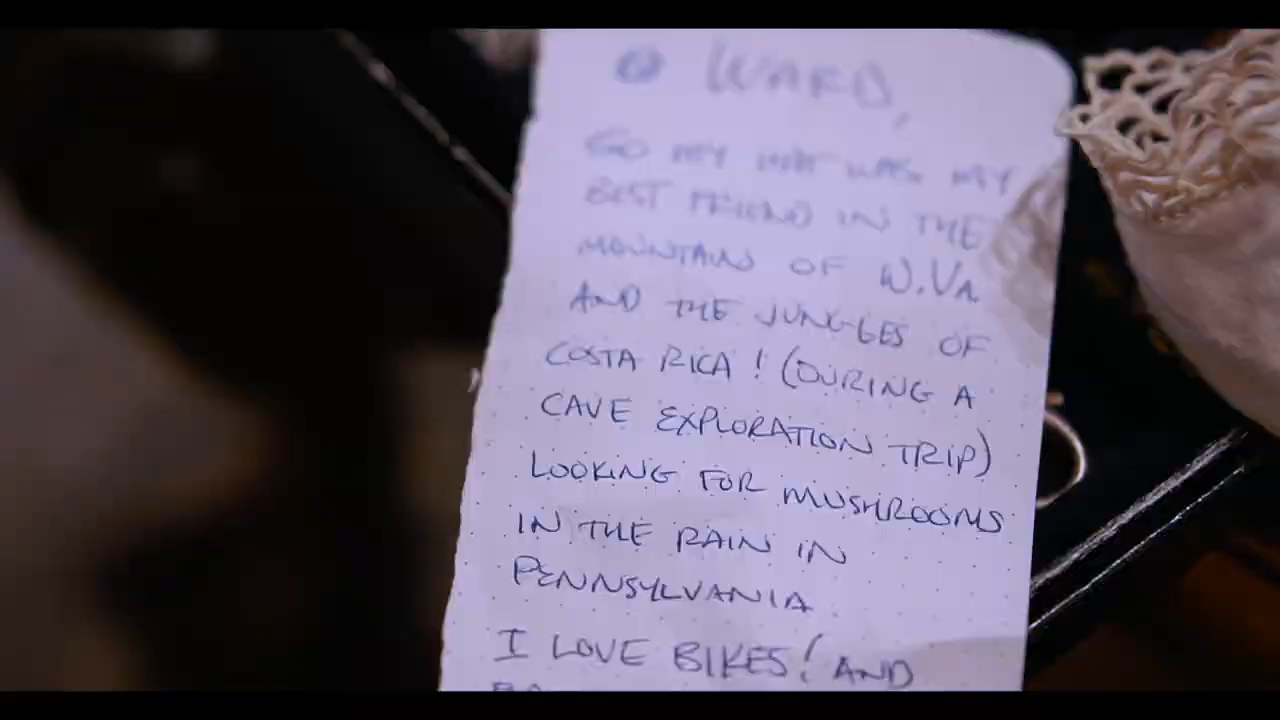 WARD,
SO MY HAT WAS MY
BEST FRIEND IN THE
MOUNTAIN OF W.VA
AND THE JUNGLES OF
COSTA RICA! (DURING A
CAVE EXPLORATION TRIP)
LOOKING FOR MUSHROOMS
IN THE RAIN IN
PENNSYLVANIA
I LOVE BIKES! AND